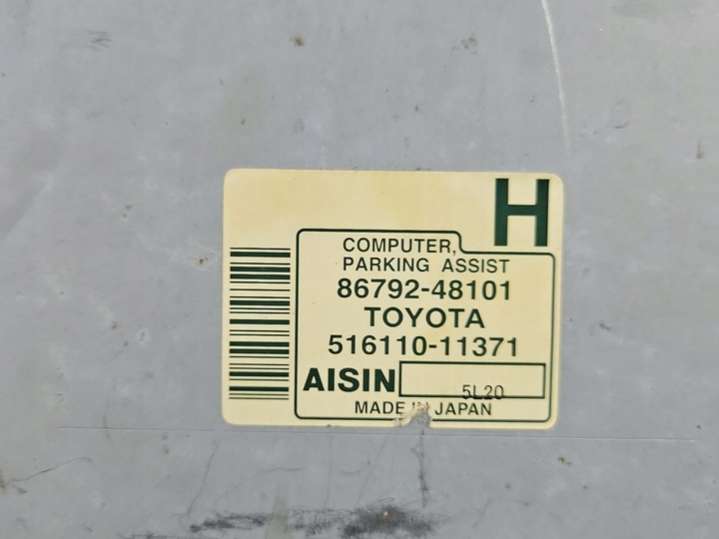 H
COMPUTER,
PARKING ASSIST
86792-48101
TOYOTA
516110-11371
AISIN 5L20
MADE IN JAPAN